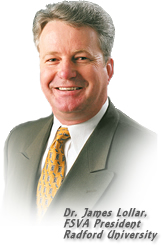 Dr. James Lollar,
FSVA President
Radford University